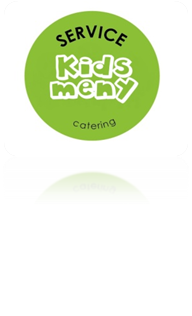 SERVICE
Kids
meny
catering